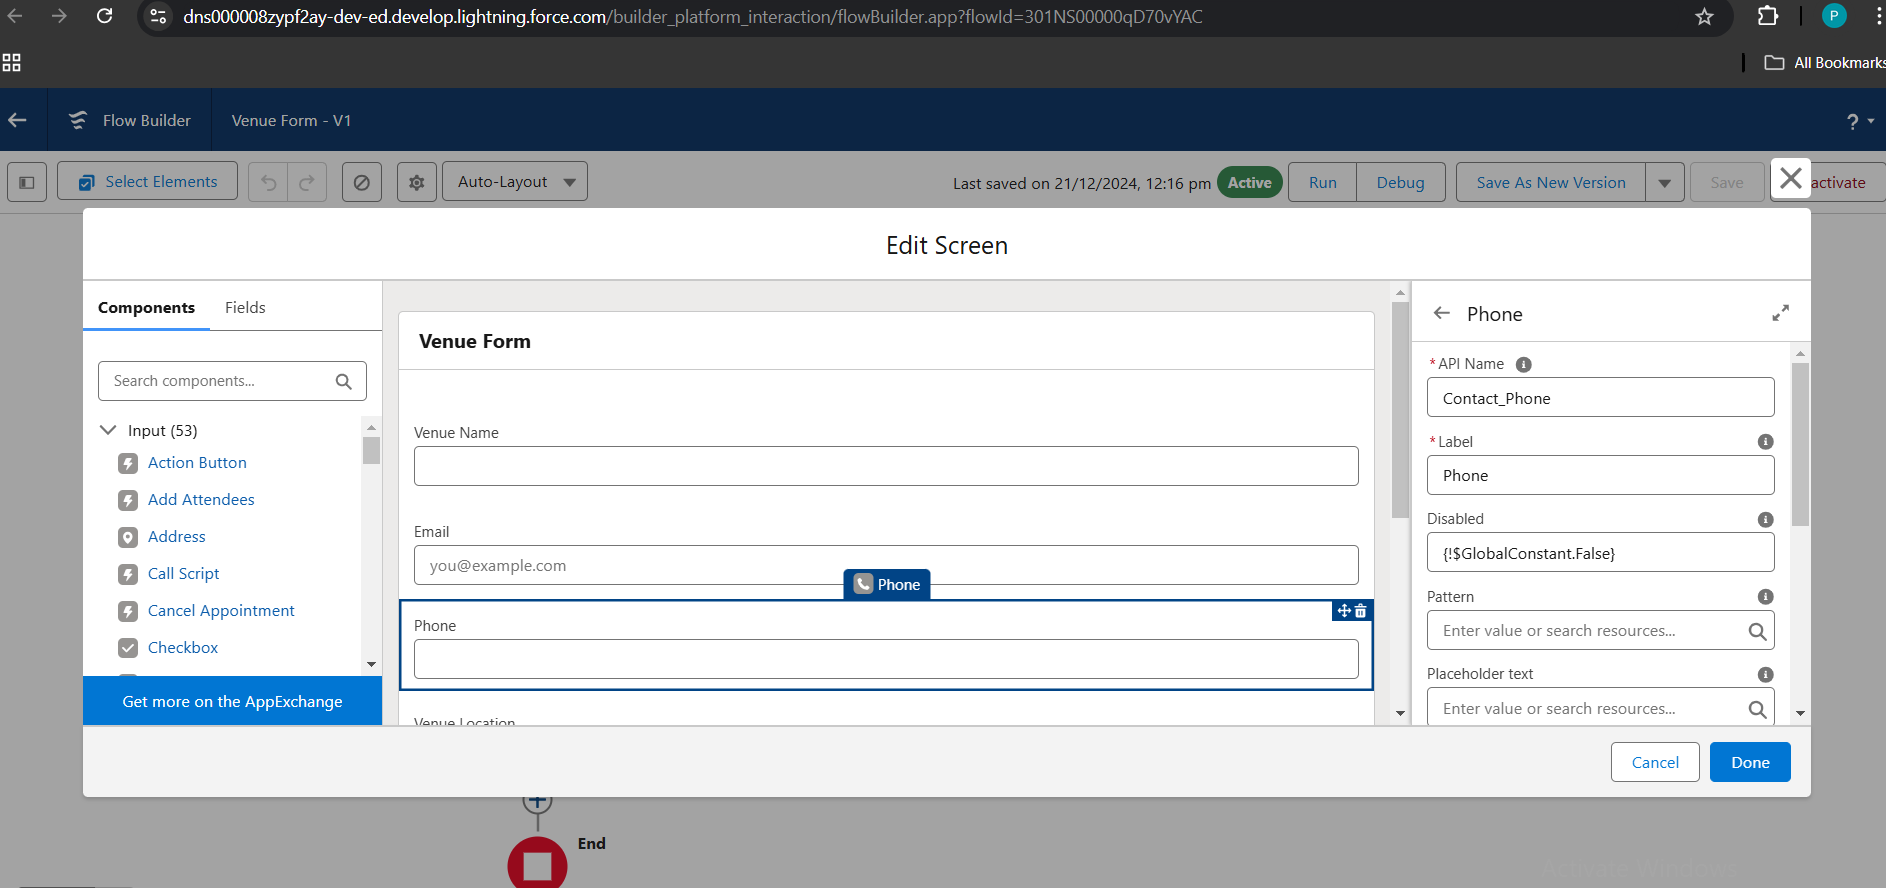 dns000008zypf2ay-dev-ed.develop.lightning.force.com/builder_platform_interaction/flowBuilder.app?flowId=301NS00000qD70vYAC
P
All Bookmarks
Flow Builder
Venue Form - V1
?
Select Elements
Auto-Layout
Last saved on 21/12/2024, 12:16 pm
Active
Run
Debug
Save As New Version
Save
activate
Edit Screen
Components
Fields
Search components...
Input (53)
Action Button
Add Attendees
Address
Call Script
Cancel Appointment
Checkbox
Get more on the AppExchange
Venue Form
Venue Name
Email
you@example.com
Phone
Phone
Venue Location
Phone
*API Name
Contact_Phone
*Label
Phone
Disabled
{!$GlobalConstant.False}
Pattern
Enter value or search resources...
Placeholder text
Enter value or search resources...
Cancel
Done
End
Activate Windows